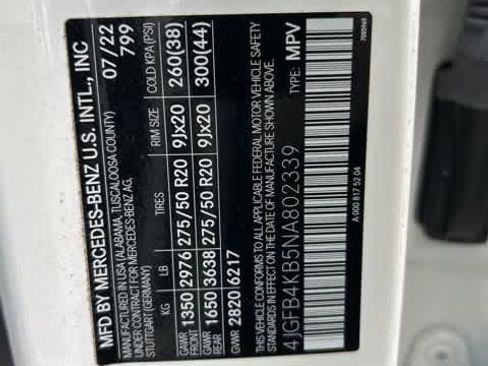 MFD BY MERCEDES-BENZ U.S. INTL., INC
MANUFACTURED IN USA (ALABAMA, TUSCALOOSA COUNTY)
UNDER CONTRACT FOR MERCEDES-BENZ AG,
STUTTGART (GERMANY)
07/22
799
KG LB TIRES RIM SIZE COLD KPA(PSI)
GAWR FRONT 1350 2976 275/50 R20 9Jx20 260(38)
GAWR REAR 1650 3638 275/50 R20 9Jx20 300(44)
GVWR 2820 6217
THIS VEHICLE CONFORMS TO ALL APPLICABLE FEDERAL MOTOR VEHICLE SAFETY
STANDARDS IN EFFECT ON THE DATE OF MANUFACTURE SHOWN ABOVE.
4JGFB4KB5NA802339 TYPE: MPV
A 000 817 52 04